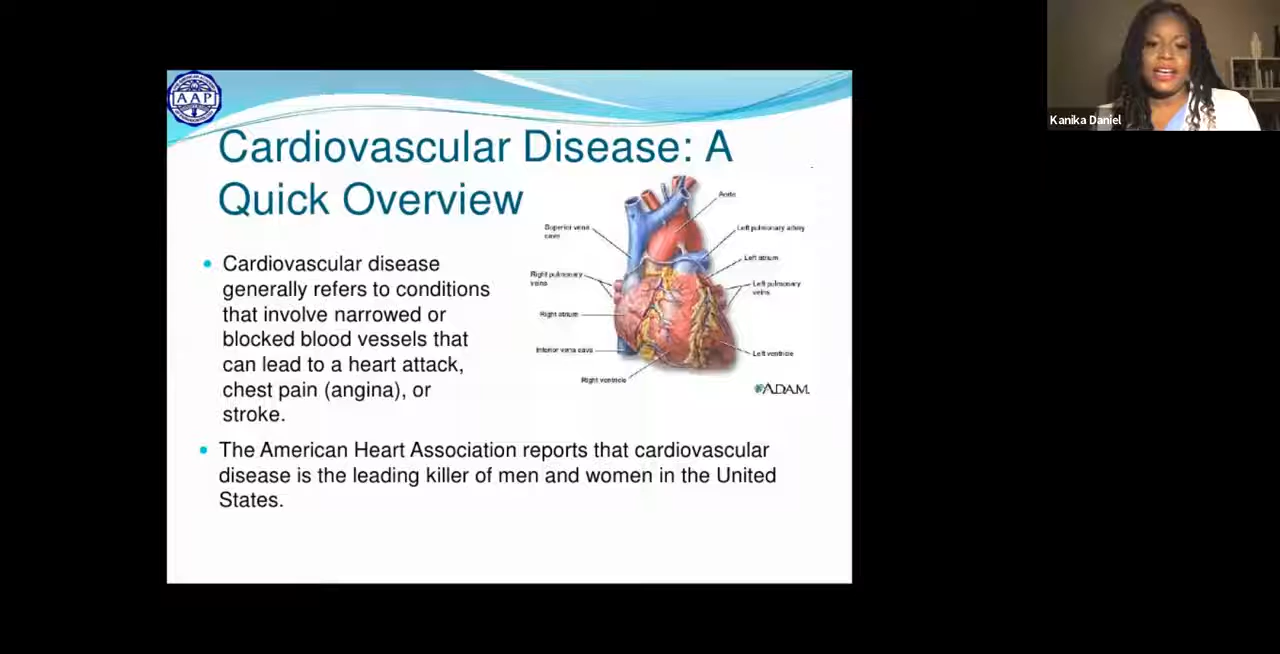 Kanika Daniel
AAP
Cardiovascular Disease: A
Quick Overview
Cardiovascular disease
generally refers to conditions
that involve narrowed or
blocked blood vessels that
can lead to a heart attack,
chest pain (angina), or
stroke.
Aorta
Superior vena
cava
Left pulmonary artery
Left atrium
Right pulmonary
veins
Left pulmonary
veins
Right atrium
Inferior vena cava
Left ventricle
Right ventricle
ADAM.
The American Heart Association reports that cardiovascular
disease is the leading killer of men and women in the United
States.